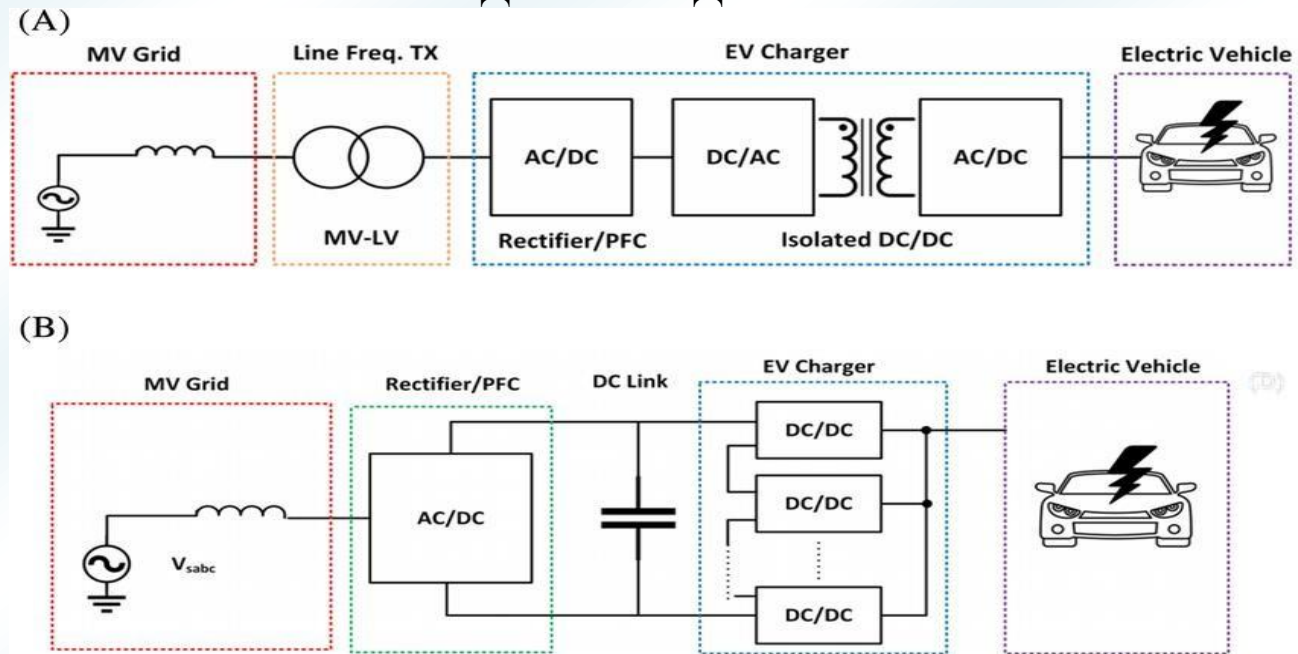 (A)
MV Grid
Line Freq. TX
EV Charger
Electric Vehicle
AC/DC
DC/AC
AC/DC
MV-LV
Rectifier/PFC
Isolated DC/DC
(B)
MV Grid
Rectifier/PFC
DC Link
EV Charger
Electric Vehicle
(D)
DC/DC
DC/DC
AC/DC
Vsabc
DC/DC